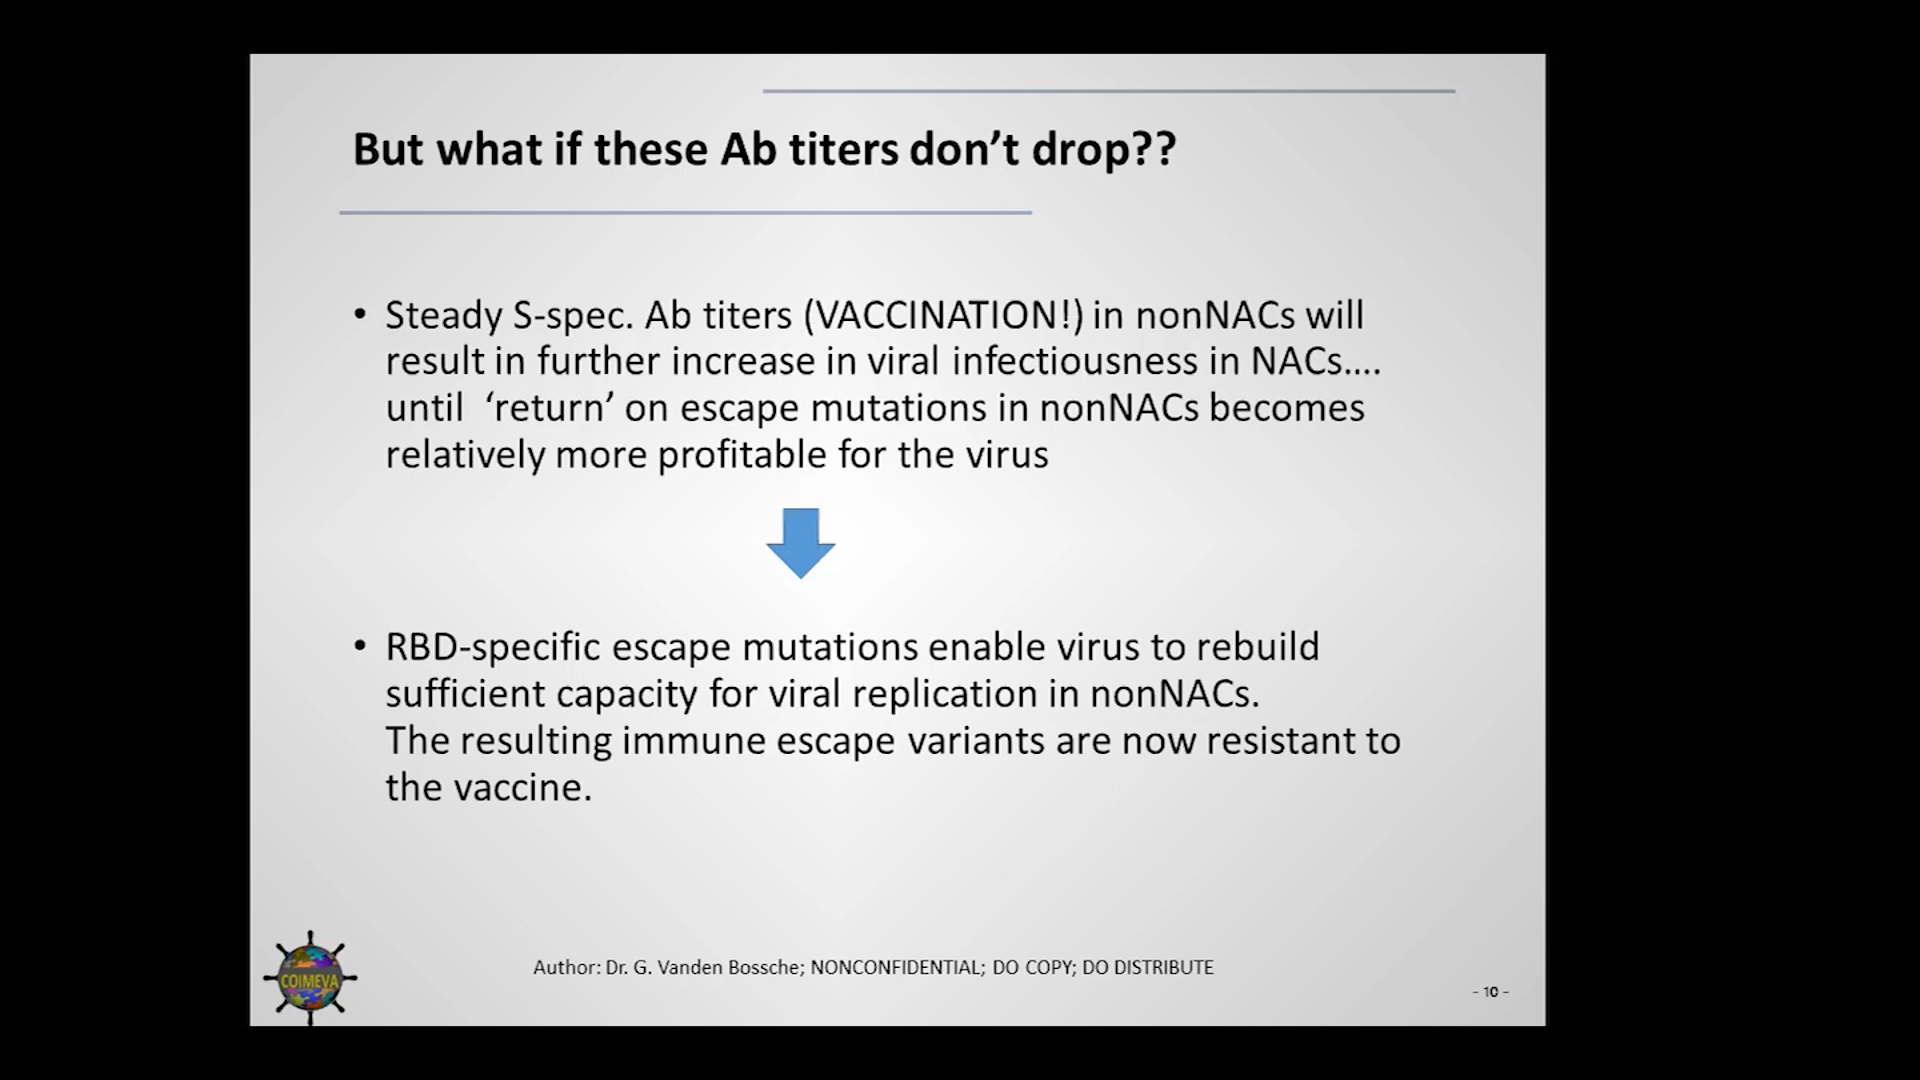 But what if these Ab titers don’t drop??
• Steady S-spec. Ab titers (VACCINATION!) in nonNACs will
result in further increase in viral infectiousness in NACs....
until ‘return’ on escape mutations in nonNACs becomes
relatively more profitable for the virus
• RBD-specific escape mutations enable virus to rebuild
sufficient capacity for viral replication in nonNACs.
The resulting immune escape variants are now resistant to
the vaccine.
COIMEVA
Author: Dr. G. Vanden Bossche; NONCONFIDENTIAL; DO COPY; DO DISTRIBUTE
- 10 -